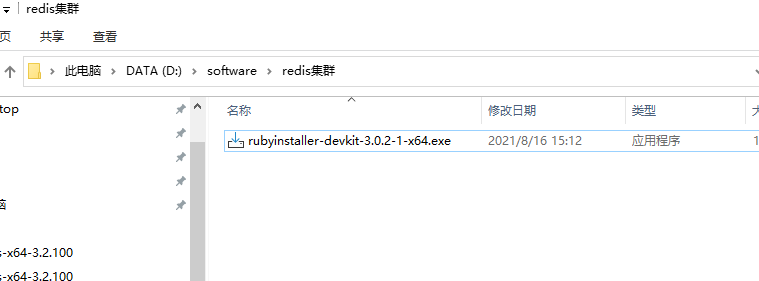 redis集群
页 共享 查看
此电脑 DATA (D:) software redis集群
top
名称 修改日期 类型 大
rubyinstaller-devkit-3.0.2-1-x64.exe 2021/8/16 15:12 应用程序 1
脑
s-x64-3.2.100
s-x64-3.2.100